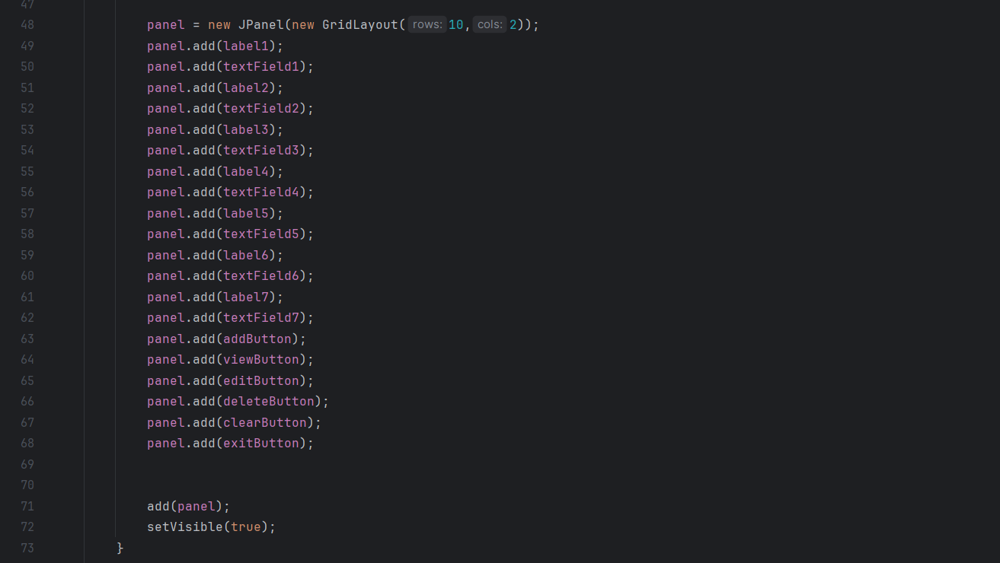 47
48 panel = new JPanel(new GridLayout( rows: 10, cols: 2));
49 panel.add(label1);
50 panel.add(textField1);
51 panel.add(label2);
52 panel.add(textField2);
53 panel.add(label3);
54 panel.add(textField3);
55 panel.add(label4);
56 panel.add(textField4);
57 panel.add(label5);
58 panel.add(textField5);
59 panel.add(label6);
60 panel.add(textField6);
61 panel.add(label7);
62 panel.add(textField7);
63 panel.add(addButton);
64 panel.add(viewButton);
65 panel.add(editButton);
66 panel.add(deleteButton);
67 panel.add(clearButton);
68 panel.add(exitButton);
69
70
71 add(panel);
72 setVisible(true);
73 }